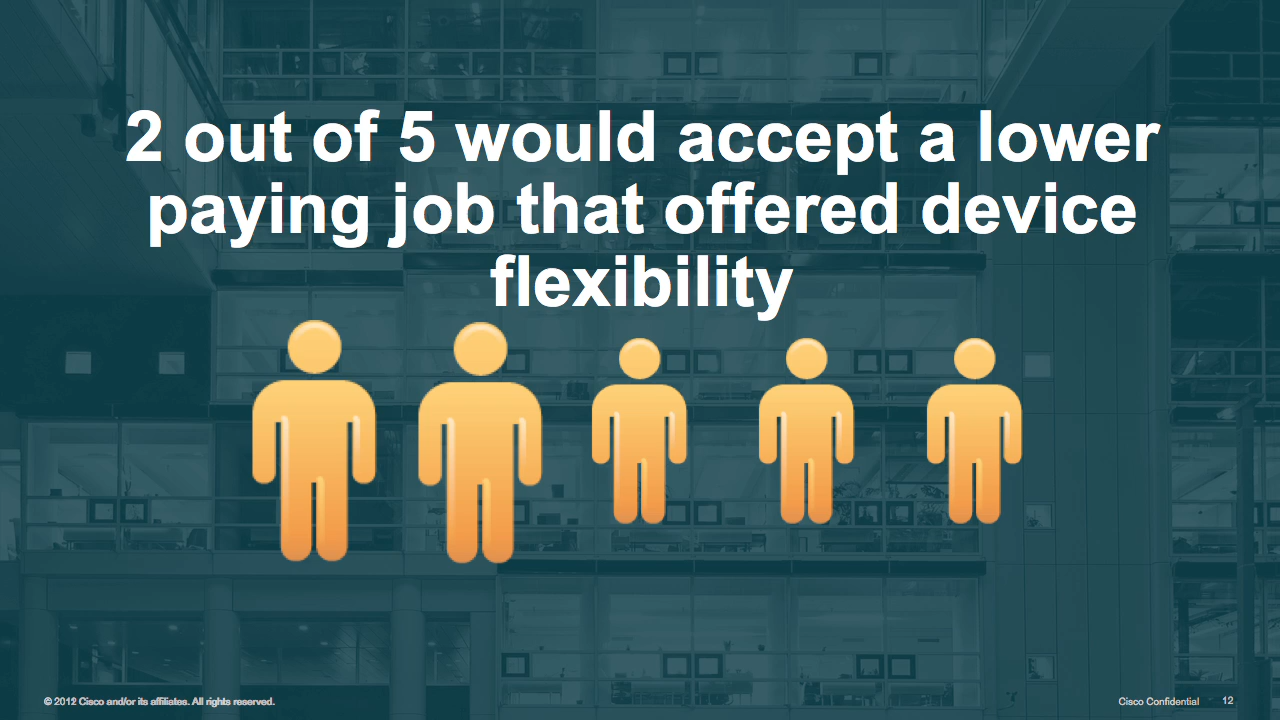 2 out of 5 would accept a lower
paying job that offered device
flexibility
© 2012 Cisco and/or its affiliates. All rights reserved.
Cisco Confidential 12